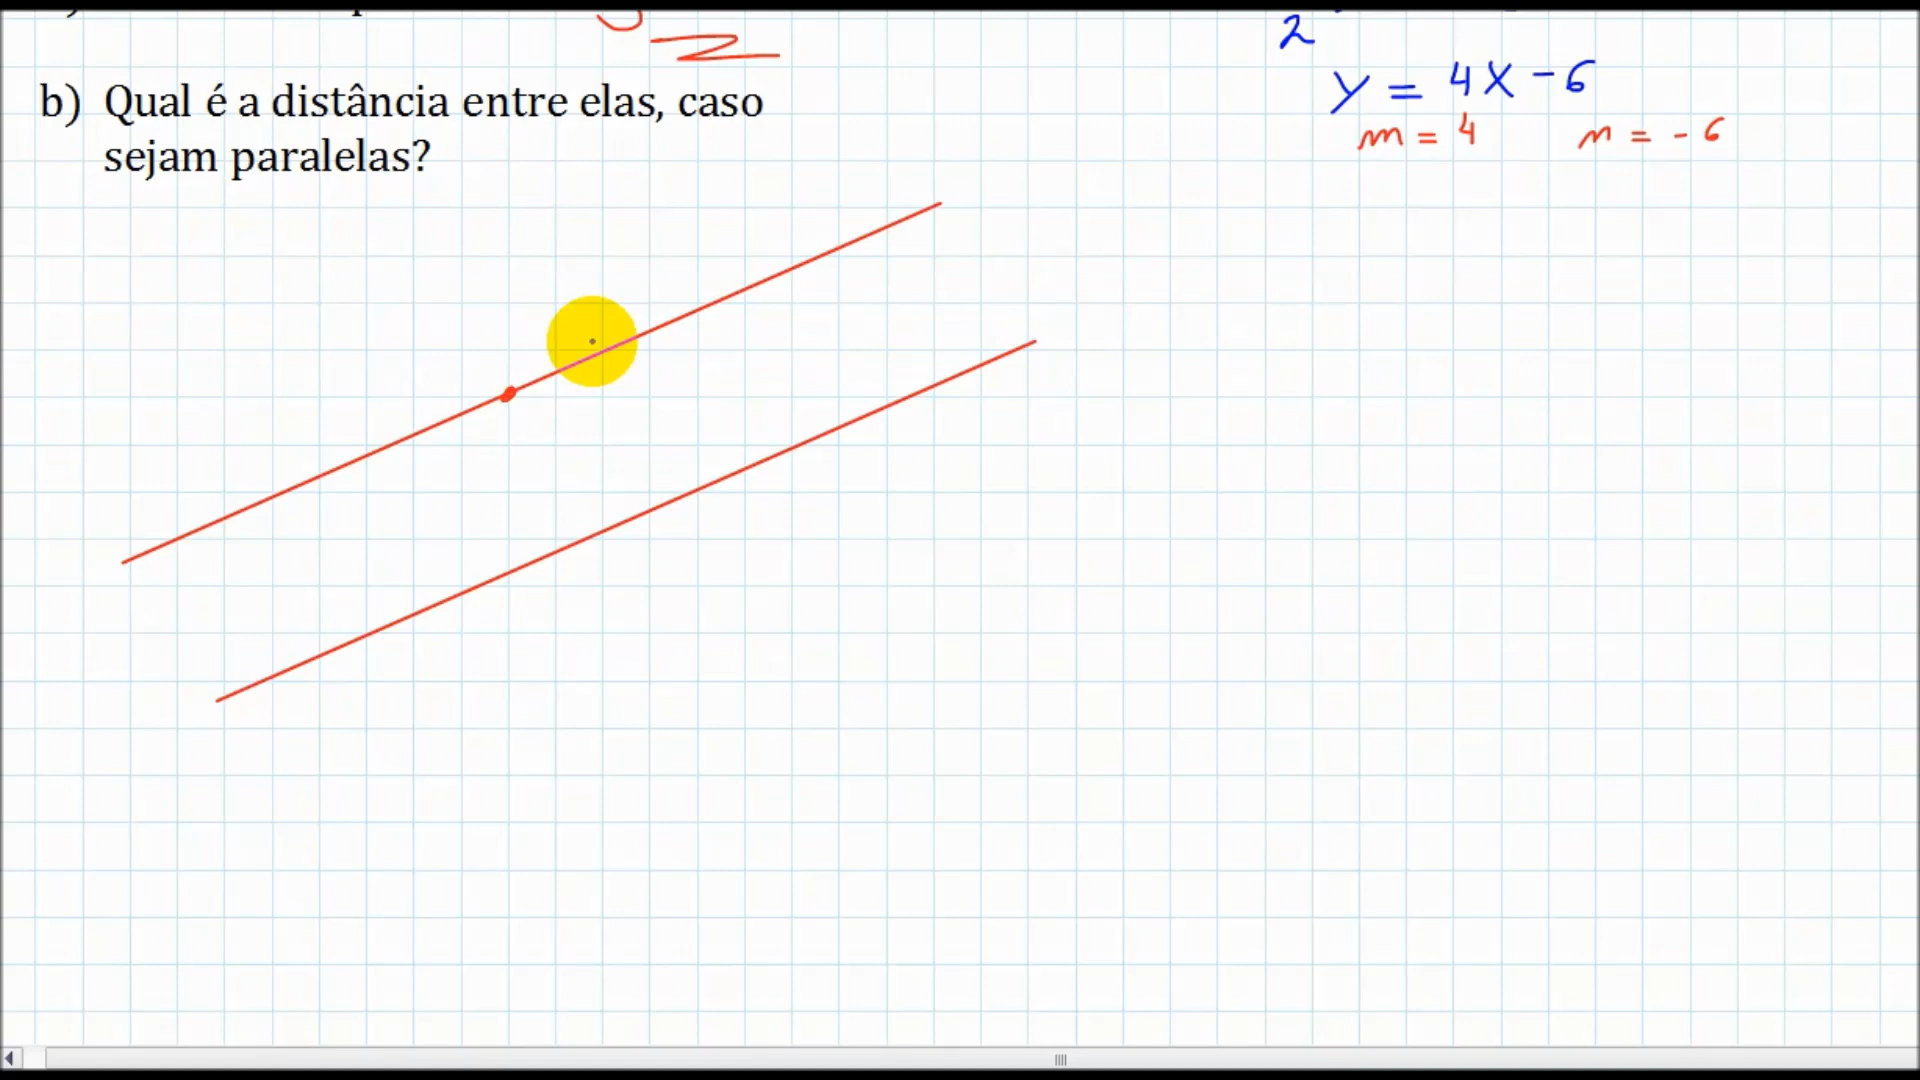 2
b) Qual é a distância entre elas, caso
sejam paralelas?
y = 4x - 6
m = 4 n = - 6